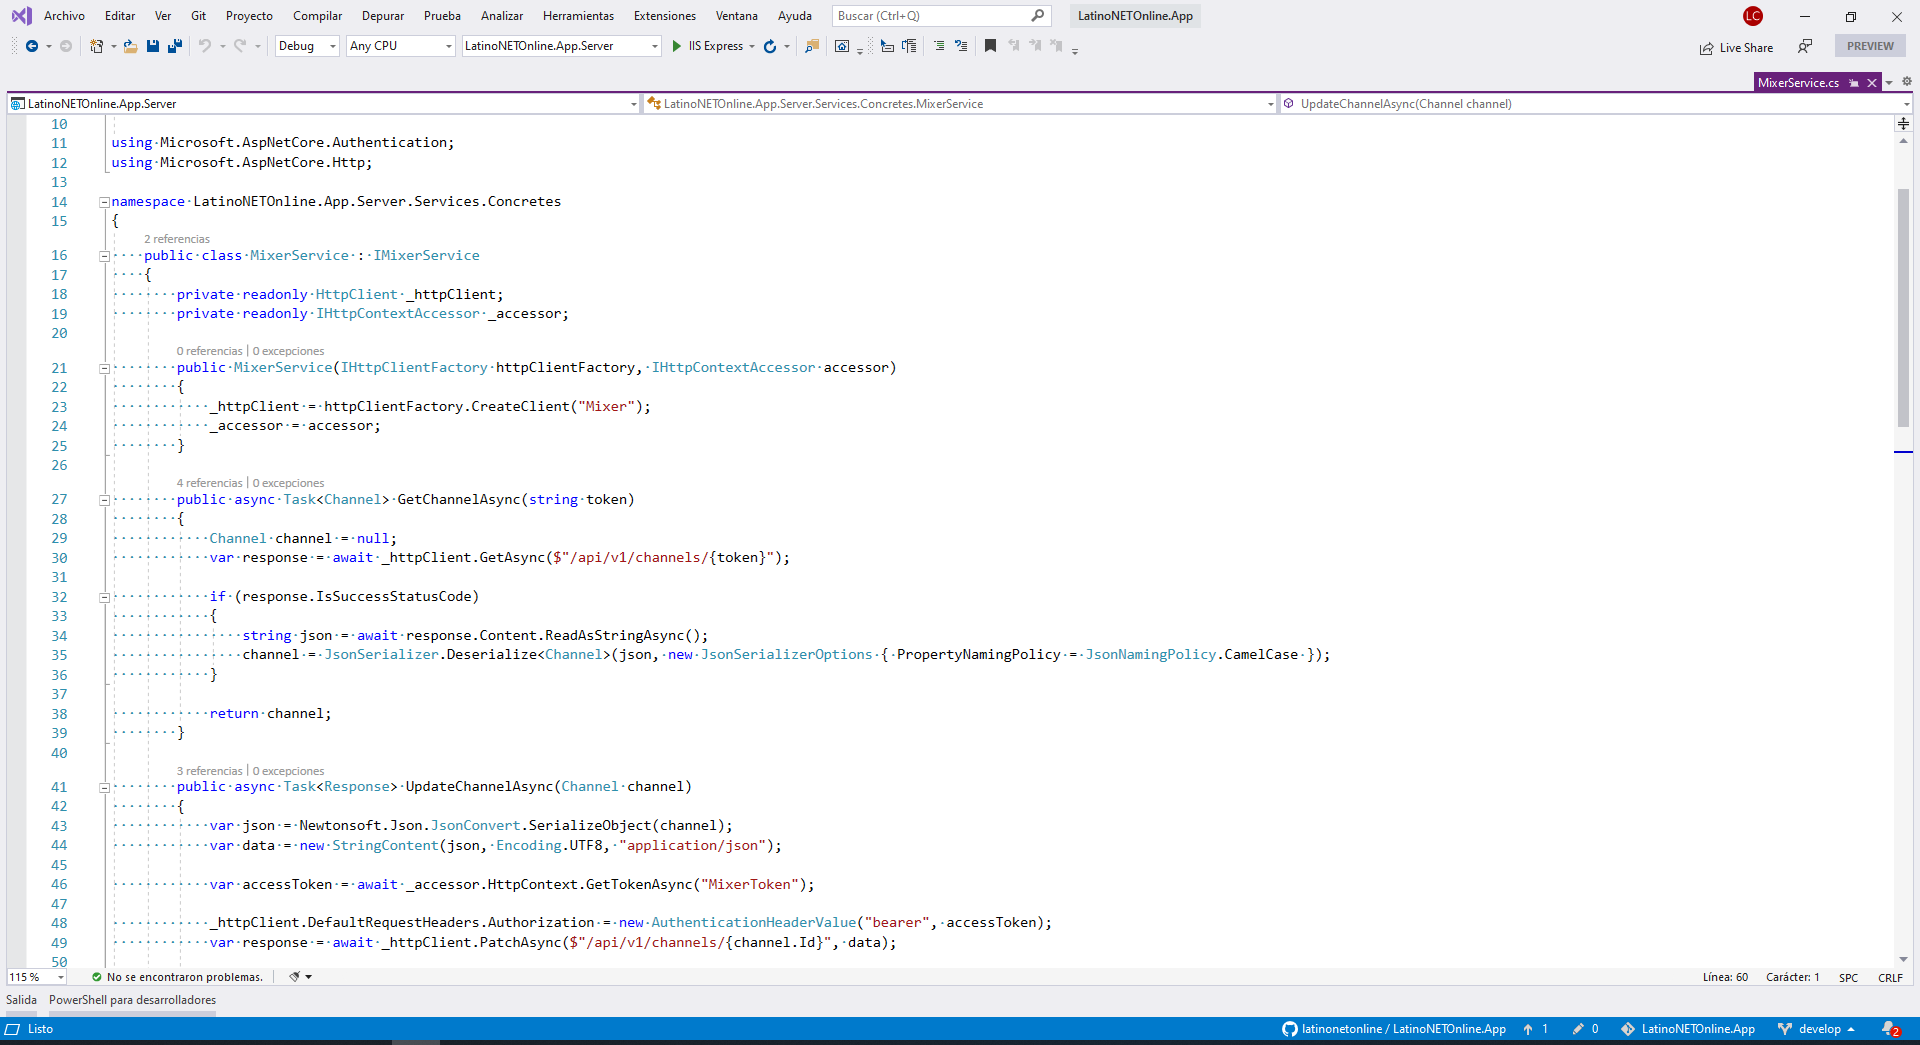 Archivo Editar Ver Git Proyecto Compilar Depurar Prueba Analizar Herramientas Extensiones Ventana Ayuda Buscar (Ctrl+Q) LatinoNETOnline.App LC
Debug Any CPU LatinoNETOnline.App.Server IIS Express Live Share PREVIEW
MixerService.cs
LatinoNETOnline.App.Server LatinoNETOnline.App.Server.Services.Concretes.MixerService UpdateChannelAsync(Channel channel)
10
11 using Microsoft.AspNetCore.Authentication;
12 using Microsoft.AspNetCore.Http;
13
14 namespace LatinoNETOnline.App.Server.Services.Concretes
15 {
2 referencias
16 public class MixerService : IMixerService
17 {
18 private readonly HttpClient _httpClient;
19 private readonly IHttpContextAccessor _accessor;
20
0 referencias | 0 excepciones
21 public MixerService(IHttpClientFactory httpClientFactory, IHttpContextAccessor accessor)
22 {
23 _httpClient = httpClientFactory.CreateClient("Mixer");
24 _accessor = accessor;
25 }
26
4 referencias | 0 excepciones
27 public async Task<Channel> GetChannelAsync(string token)
28 {
29 Channel channel = null;
30 var response = await _httpClient.GetAsync($"/api/v1/channels/{token}");
31
32 if (response.IsSuccessStatusCode)
33 {
34 string json = await response.Content.ReadAsStringAsync();
35 channel = JsonSerializer.Deserialize<Channel>(json, new JsonSerializerOptions { PropertyNamingPolicy = JsonNamingPolicy.CamelCase });
36 }
37
38 return channel;
39 }
40
3 referencias | 0 excepciones
41 public async Task<Response> UpdateChannelAsync(Channel channel)
42 {
43 var json = Newtonsoft.Json.JsonConvert.SerializeObject(channel);
44 var data = new StringContent(json, Encoding.UTF8, "application/json");
45
46 var accessToken = await _accessor.HttpContext.GetTokenAsync("MixerToken");
47
48 _httpClient.DefaultRequestHeaders.Authorization = new AuthenticationHeaderValue("bearer", accessToken);
49 var response = await _httpClient.PatchAsync($"/api/v1/channels/{channel.Id}", data);
50
115 % No se encontraron problemas. Línea: 60 Carácter: 1 SPC CRLF
Salida PowerShell para desarrolladores
Listo latinonetonline / LatinoNETOnline.App 1 0 LatinoNETOnline.App develop 2